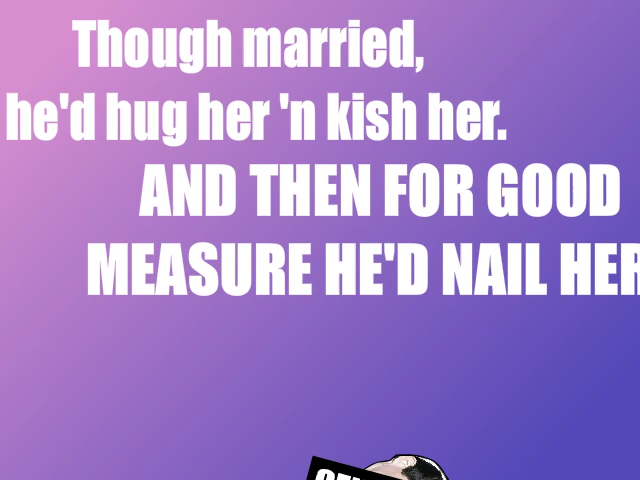 Though married,
he'd hug her 'n kish her.
AND THEN FOR GOOD
MEASURE HE'D NAIL HER